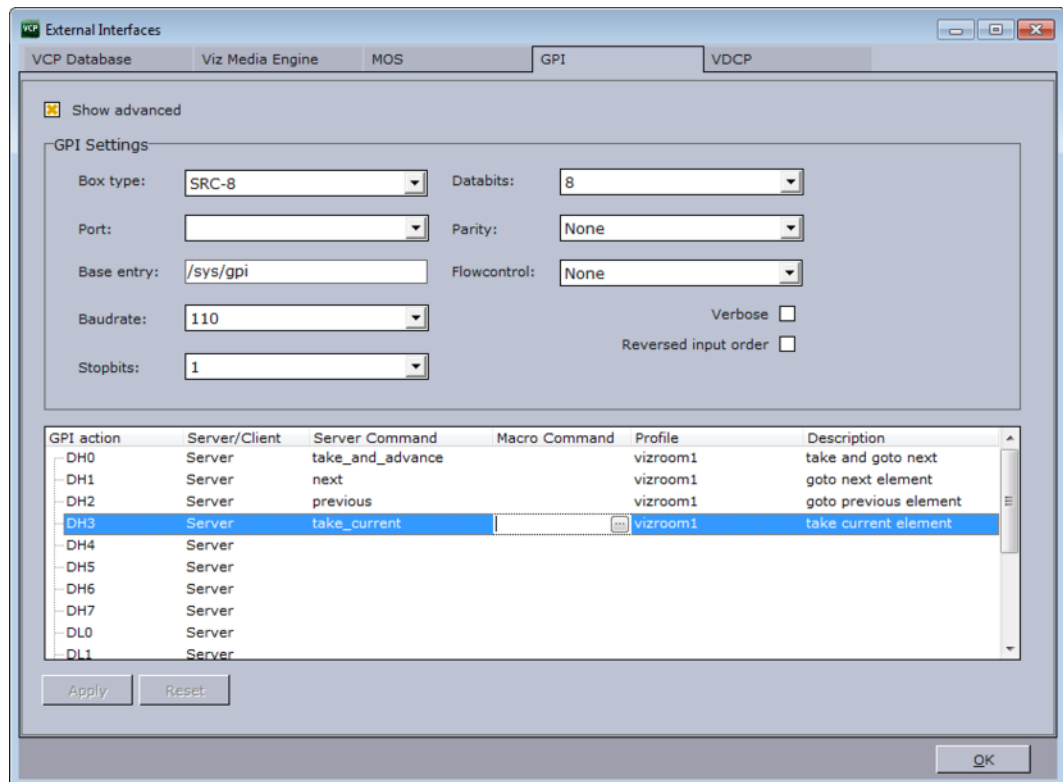 VCP External Interfaces
VCP Database Viz Media Engine MOS GPI VDCP
Show advanced
GPI Settings
Box type: SRC-8 Databits: 8
Port: Parity: None
Base entry: /sys/gpi Flowcontrol: None
Baudrate: 110 Verbose
Reversed input order
Stopbits: 1
GPI action Server/Client Server Command Macro Command Profile Description
DH0 Server take_and_advance vizroom1 take and goto next
DH1 Server next vizroom1 goto next element
DH2 Server previous vizroom1 goto previous element
DH3 Server take_current ... vizroom1 take current element
DH4 Server
DH5 Server
DH6 Server
DH7 Server
DL0 Server
DL1 Server
Apply Reset
OK